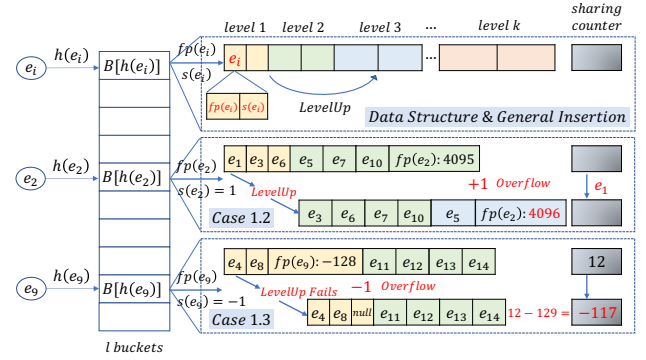 level 1 level 2 level 3 ... level k
sharing counter
e_i h(e_i) B[h(e_i)] fp(e_i) s(e_i)
e_i
fp(e_i) s(e_i)
LevelUp
...
Data Structure & General Insertion
e_2 h(e_2) B[h(e_2)] fp(e_2) s(e_2) = 1
e_1 e_3 e_6 e_5 e_7 e_10 fp(e_2): 4095
LevelUp +1 Overflow e_1
e_3 e_6 e_7 e_10 e_5 fp(e_2): 4096
Case 1.2
e_9 h(e_9) B[h(e_9)] fp(e_9) s(e_9) = −1
e_4 e_8 fp(e_9): −128 e_11 e_12 e_13 e_14 12
LevelUp Fails −1 Overflow
e_4 e_8 null e_11 e_12 e_13 e_14 12 − 129 = −117
Case 1.3
l buckets